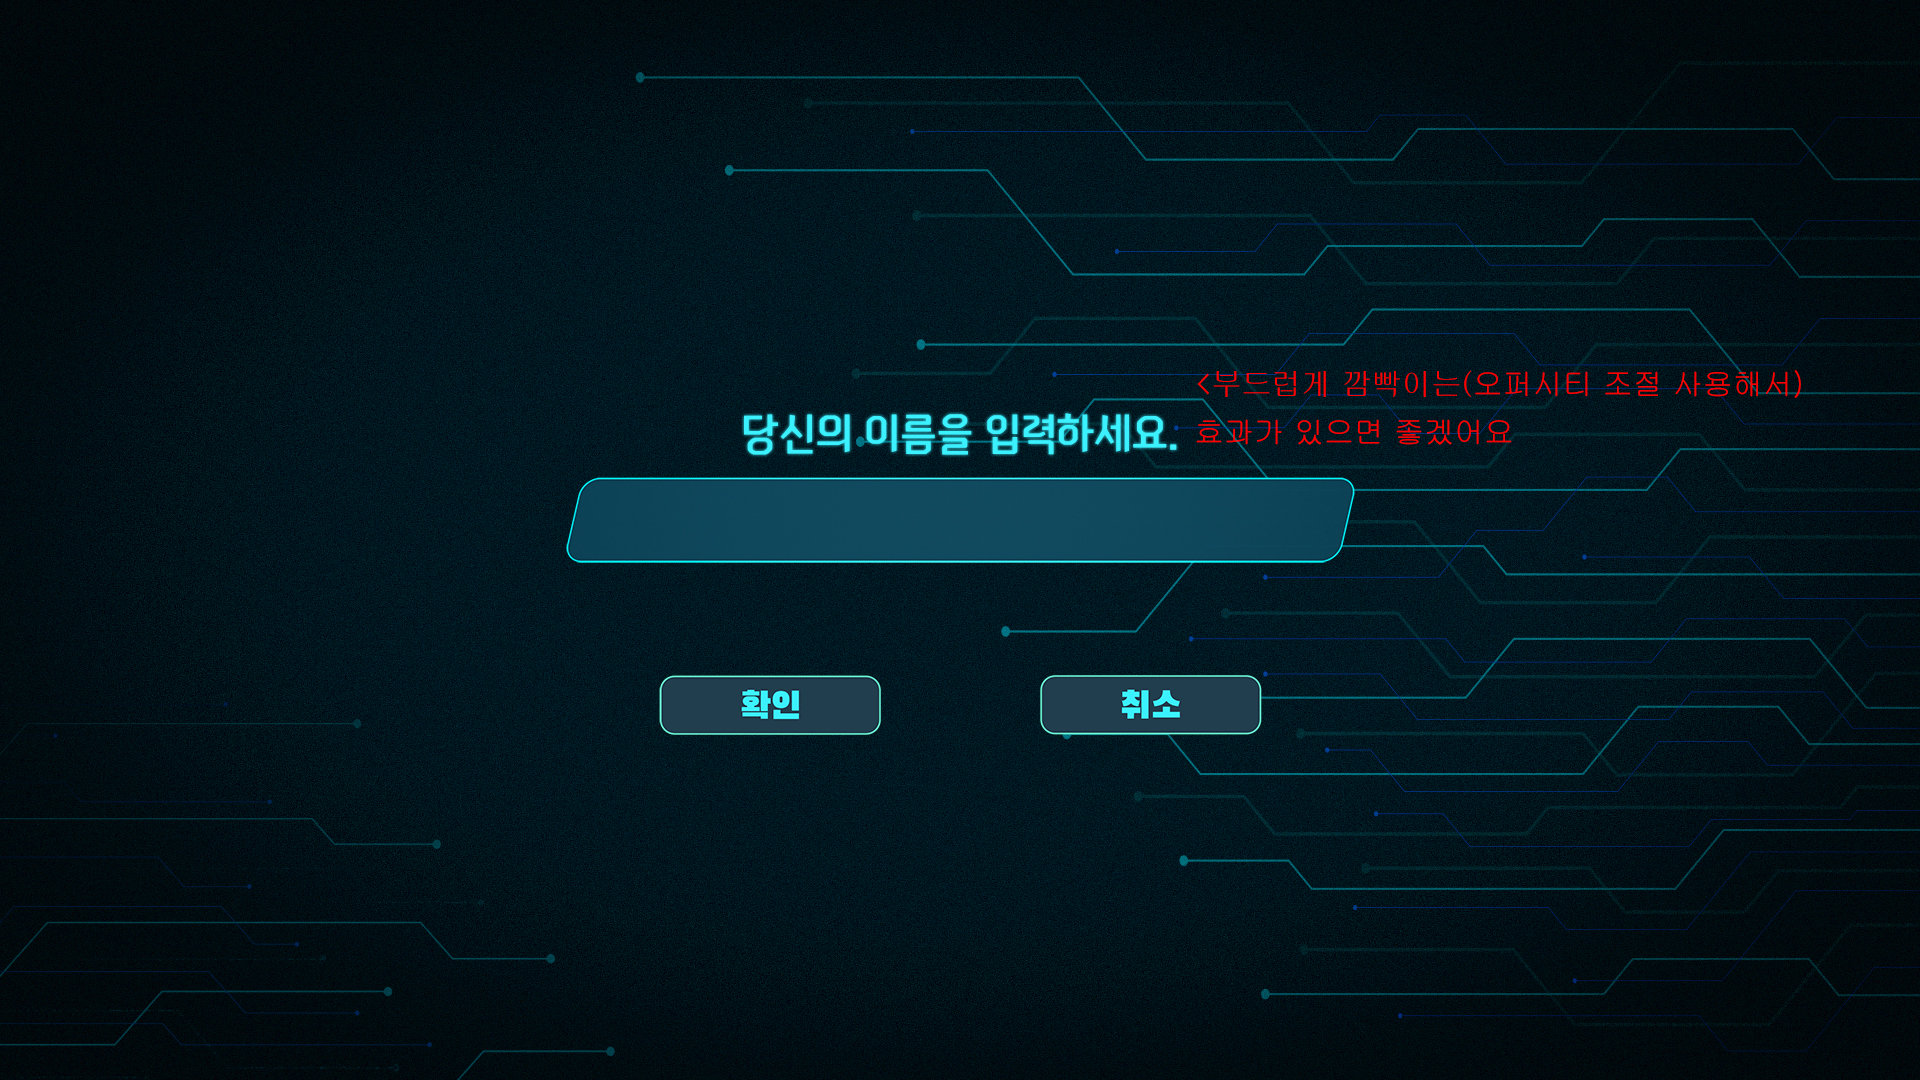 <부드럽게 깜빡이는(오퍼시티 조절 사용해서)
효과가 있으면 좋겠어요
당신의 이름을 입력하세요.
확인
취소